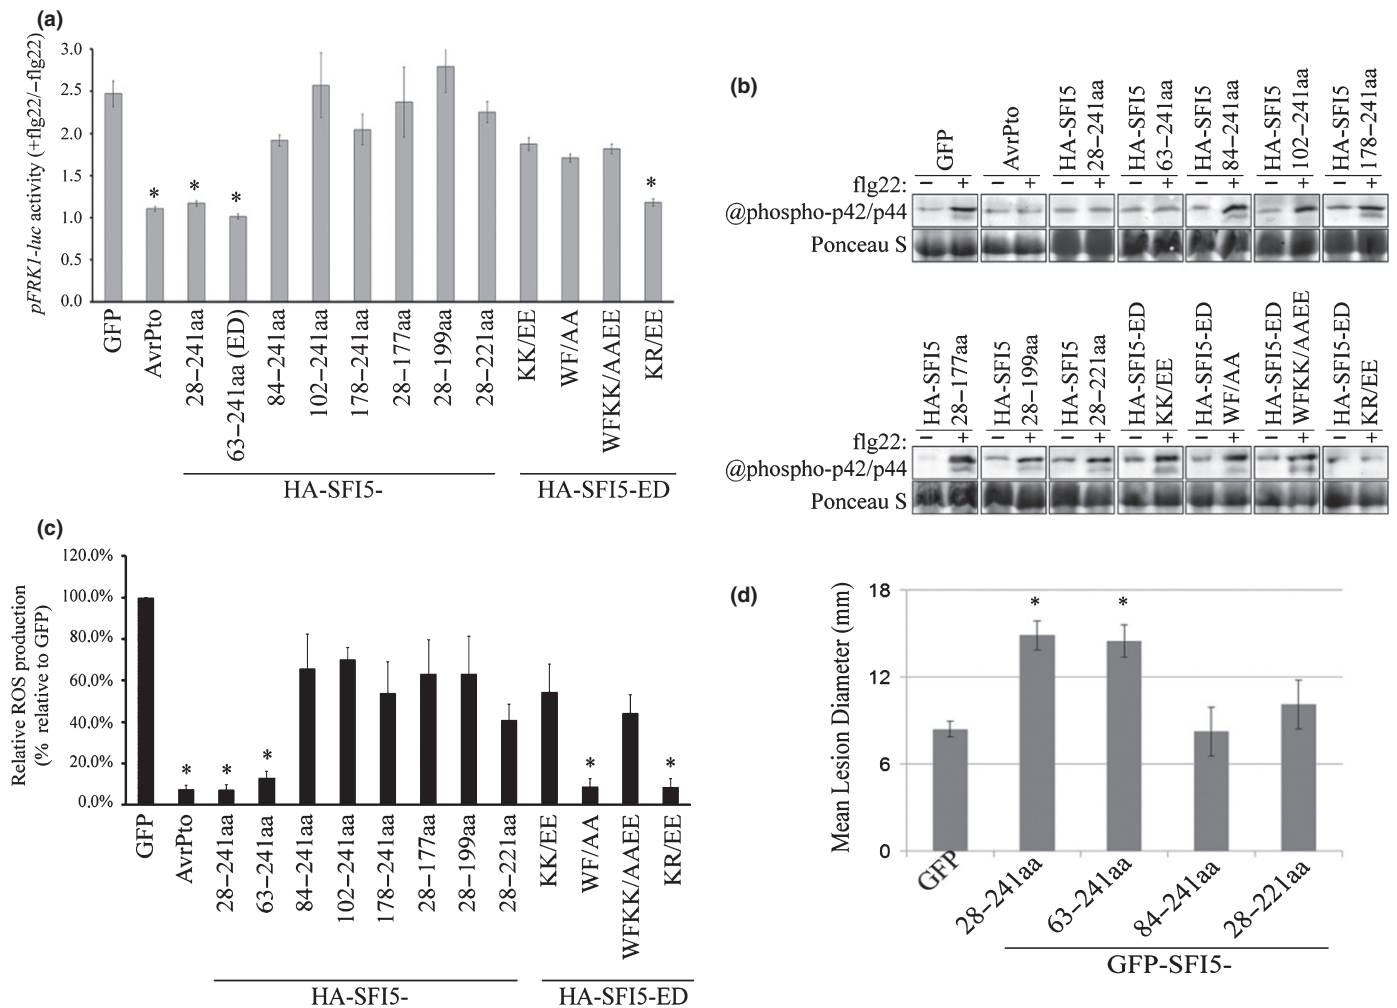 (a)
pFRK1-luc activity (+flg22/−flg22)
3.0
2.5
2.0
1.5
1.0
0.5
0.0
* * * *
GFP
AvrPto
28−241aa
63−241aa (ED)
84−241aa
102−241aa
178−241aa
28−177aa
28−199aa
28−221aa
KK/EE
WF/AA
WFKK/AAEE
KR/EE
HA-SFI5-
HA-SFI5-ED
(b)
GFP
AvrPto
HA-SFI5
28−241aa
HA-SFI5
63−241aa
HA-SFI5
84−241aa
HA-SFI5
102−241aa
HA-SFI5
178−241aa
flg22: − + − + − + − + − + − + − +
@phospho-p42/p44
Ponceau S
HA-SFI5
28−177aa
HA-SFI5
28−199aa
HA-SFI5
28−221aa
HA-SFI5-ED
KK/EE
HA-SFI5-ED
WF/AA
HA-SFI5-ED
WFKK/AAEE
HA-SFI5-ED
KR/EE
flg22: − + − + − + − + − + − + − +
@phospho-p42/p44
Ponceau S
(c)
Relative ROS production
(% relative to GFP)
120.0%
100.0%
80.0%
60.0%
40.0%
20.0%
0.0%
* * * * *
GFP
AvrPto
28−241aa
63−241aa
84−241aa
102−241aa
178−241aa
28−177aa
28−199aa
28−221aa
KK/EE
WF/AA
WFKK/AAEE
KR/EE
HA-SFI5-
HA-SFI5-ED
(d)
Mean Lesion Diameter (mm)
18
12
6
0
* *
GFP
28−241aa
63−241aa
84−241aa
28−221aa
GFP-SFI5-